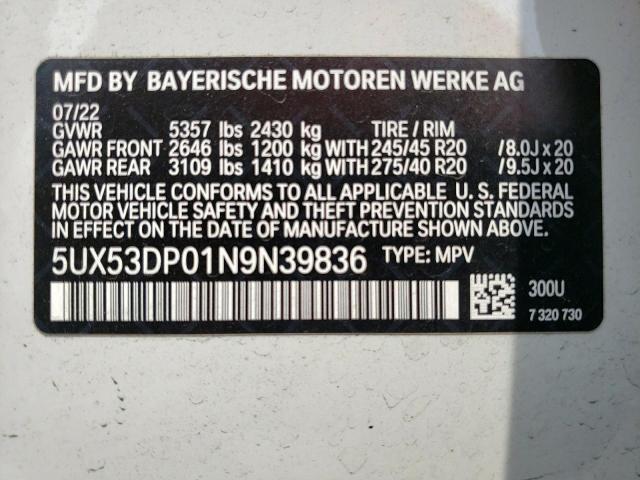 MFD BY BAYERISCHE MOTOREN WERKE AG
07/22
GVWR 5357 lbs 2430 kg TIRE / RIM
GAWR FRONT 2646 lbs 1200 kg WITH 245/45 R20 /8.0J x 20
GAWR REAR 3109 lbs 1410 kg WITH 275/40 R20 /9.5J x 20
THIS VEHICLE CONFORMS TO ALL APPLICABLE U.S. FEDERAL
MOTOR VEHICLE SAFETY AND THEFT PREVENTION STANDARDS
IN EFFECT ON THE DATE OF MANUFACTURE SHOWN ABOVE.
5UX53DP01N9N39836 TYPE: MPV
300U
7 320 730